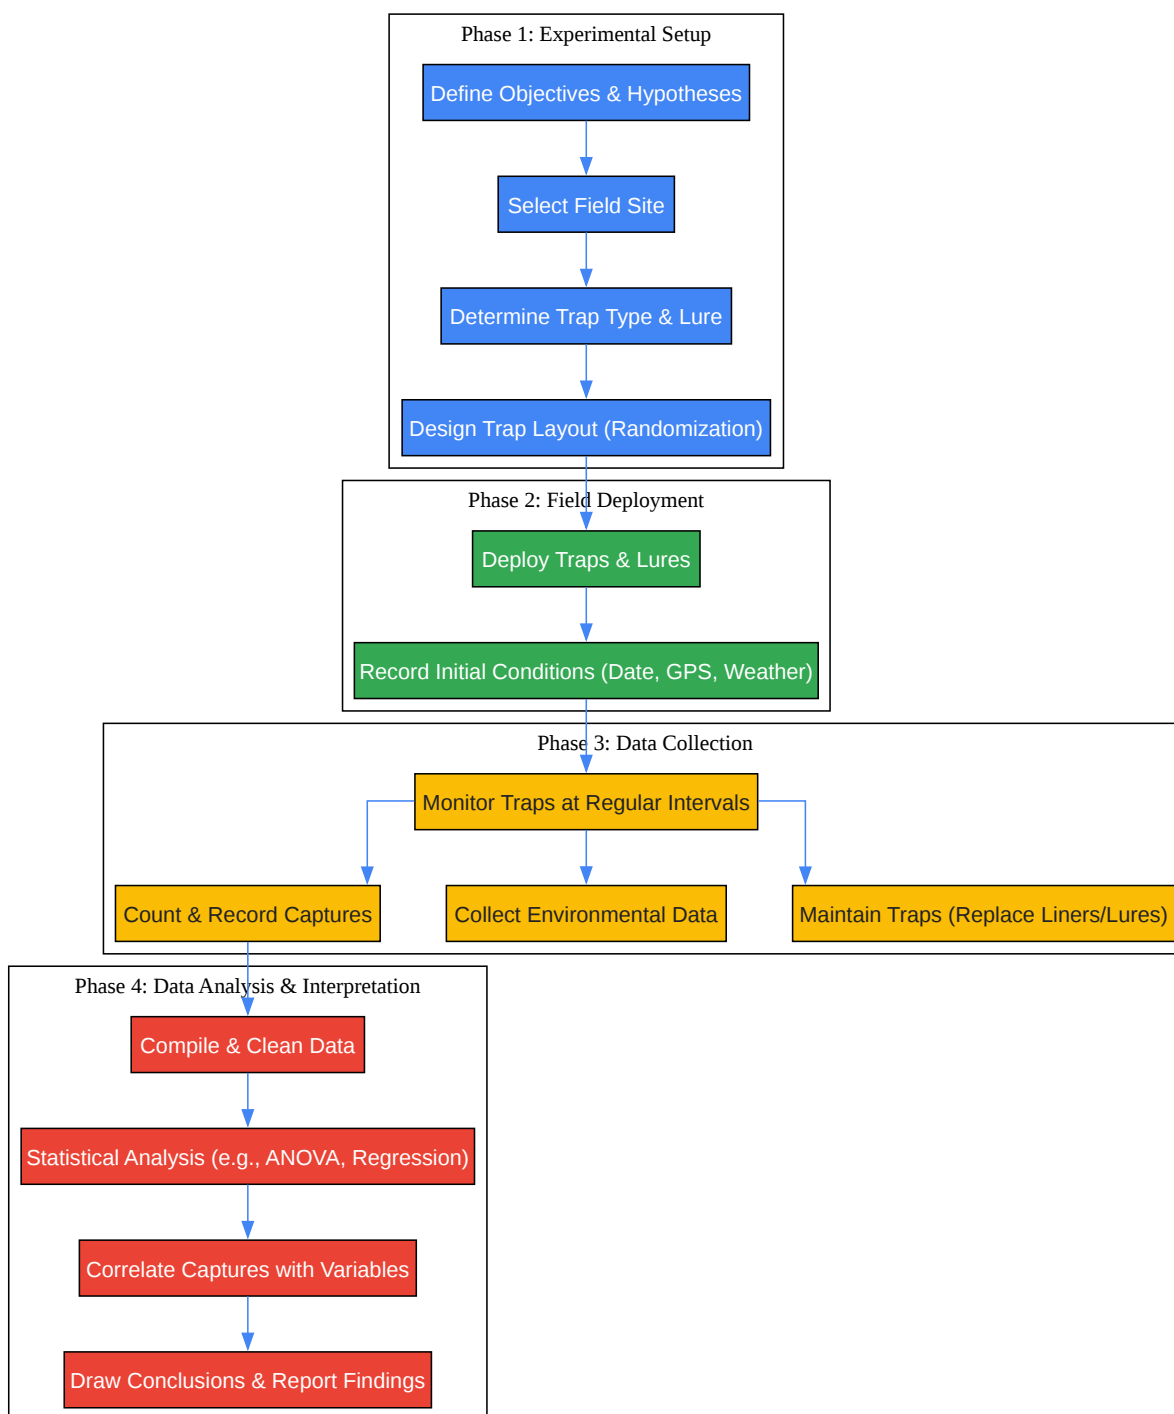 Phase 1: Experimental Setup
Define Objectives & Hypotheses
Select Field Site
Determine Trap Type & Lure
Design Trap Layout (Randomization)
Phase 2: Field Deployment
Deploy Traps & Lures
Record Initial Conditions (Date, GPS, Weather)
Phase 3: Data Collection
Monitor Traps at Regular Intervals
Count & Record Captures
Collect Environmental Data
Maintain Traps (Replace Liners/Lures)
Phase 4: Data Analysis & Interpretation
Compile & Clean Data
Statistical Analysis (e.g., ANOVA, Regression)
Correlate Captures with Variables
Draw Conclusions & Report Findings